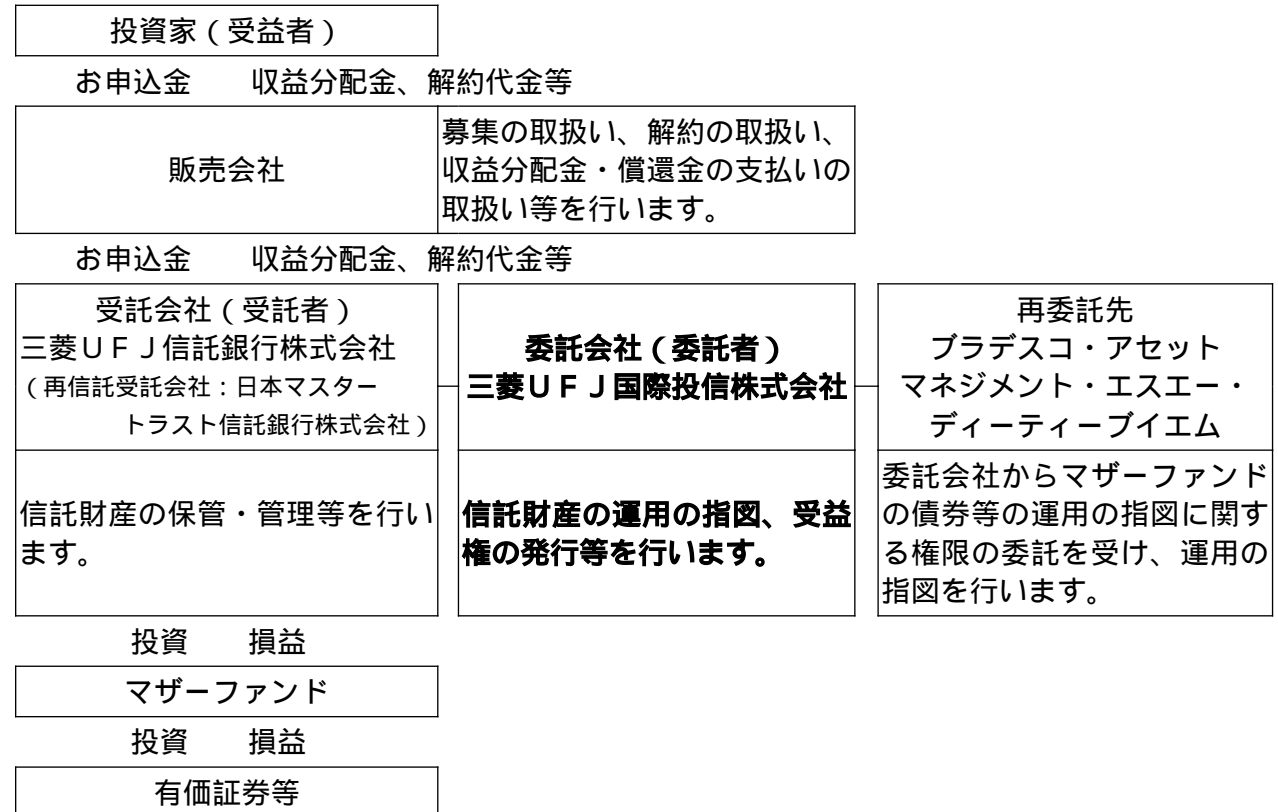 投資家（受益者）
お申込金　収益分配金、解約代金等
販売会社
募集の取扱い、解約の取扱い、
収益分配金・償還金の支払いの
取扱い等を行います。
お申込金　収益分配金、解約代金等
受託会社（受託者）
三菱ＵＦＪ信託銀行株式会社
（再信託受託会社：日本マスター
トラスト信託銀行株式会社）
委託会社（委託者）
三菱ＵＦＪ国際投信株式会社
再委託先
ブラデスコ・アセット
マネジメント・エスエー・
ディーティーブイエム
信託財産の保管・管理等を行い
ます。
信託財産の運用の指図、受益
権の発行等を行います。
委託会社からマザーファンド
の債券等の運用の指図に関す
る権限の委託を受け、運用の
指図を行います。
投資　損益
マザーファンド
投資　損益
有価証券等